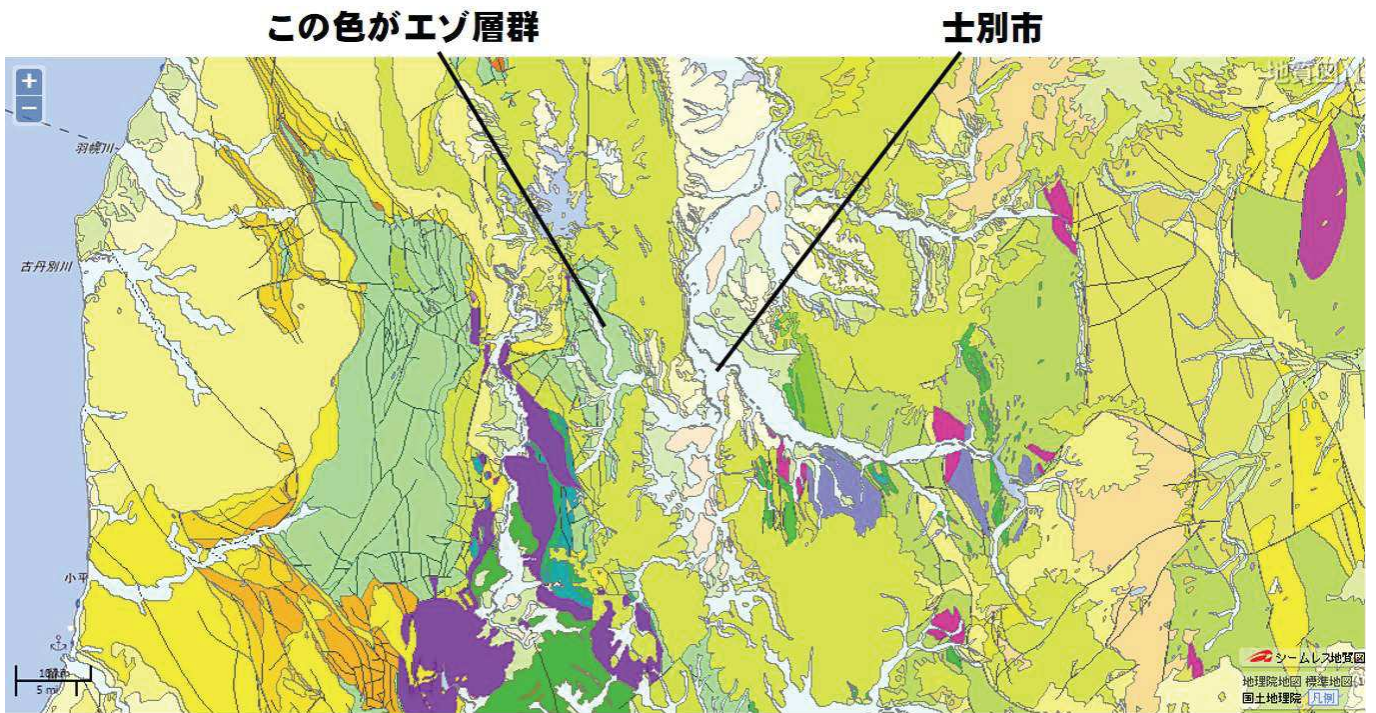 この色がエゾ層群
士別市
+
−
羽幌川
古丹別川
小平
5 mi
シームレス地質図
地理院地図 標準地図
国土地理院 凡例